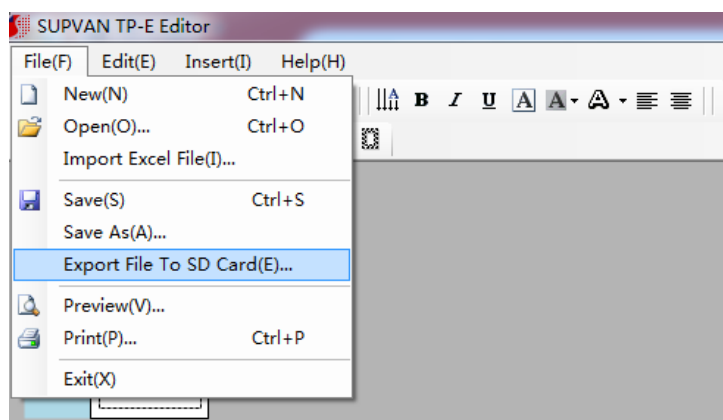 SUPVAN TP-E Editor
File(F) Edit(E) Insert(I) Help(H)
New(N) Ctrl+N
Open(O)... Ctrl+O
Import Excel File(I)...
Save(S) Ctrl+S
Save As(A)...
Export File To SD Card(E)...
Preview(V)...
Print(P)... Ctrl+P
Exit(X)
A B I U A A A